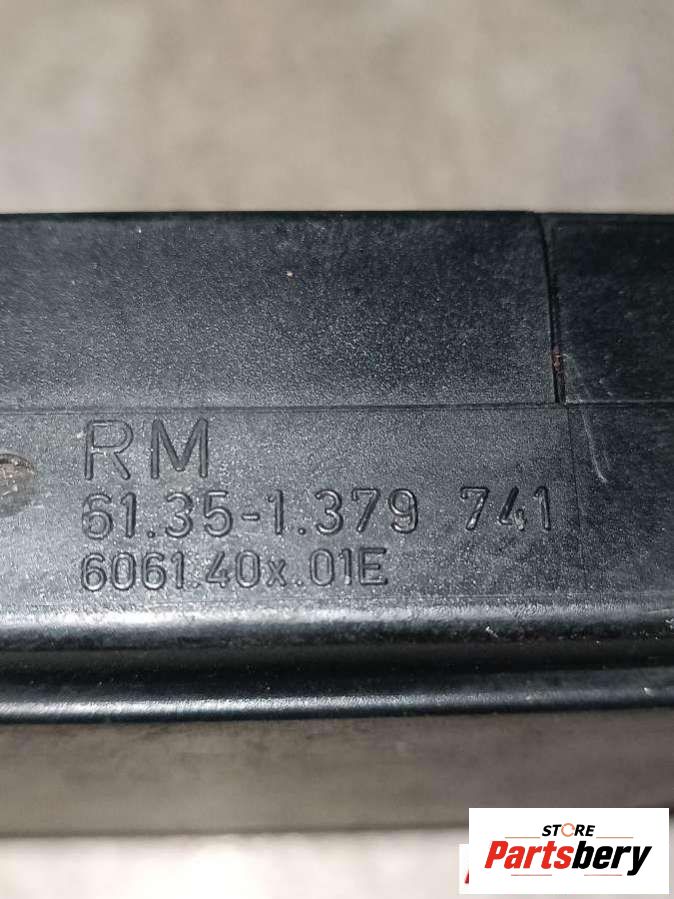 RM
61.35-1.379 741
6061.40x.01E
STORE
Partsbery